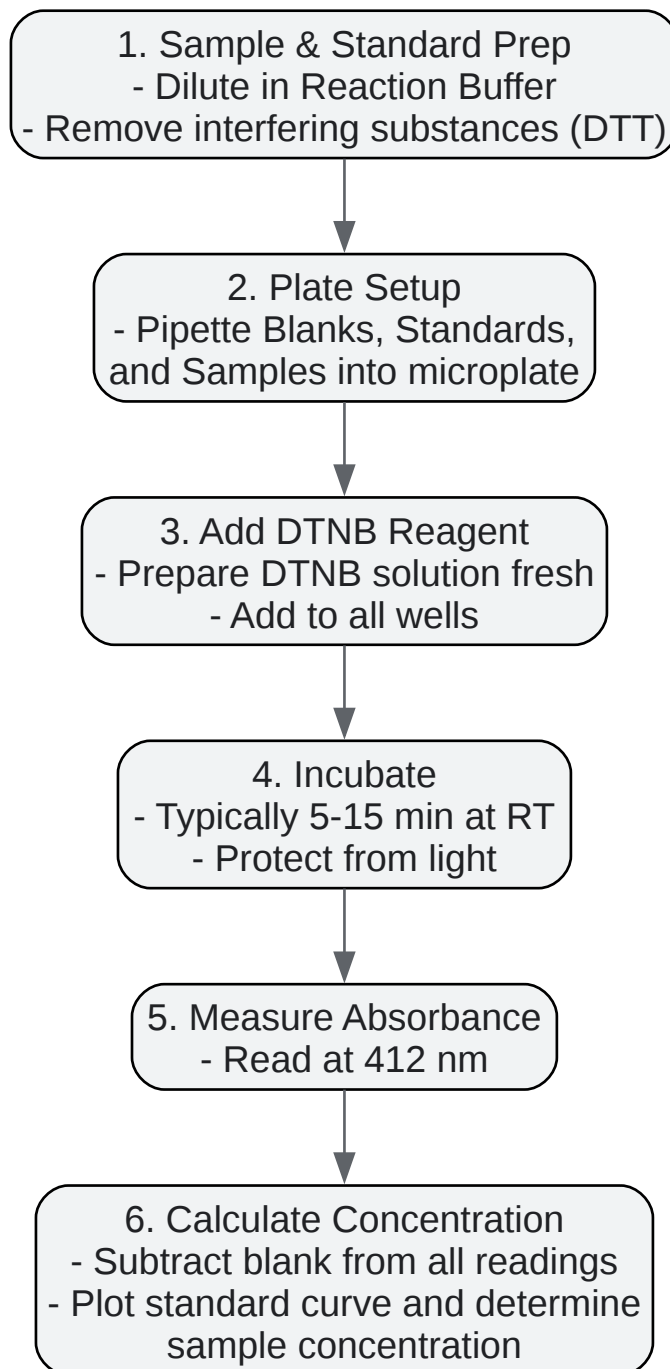 1. Sample & Standard Prep
- Dilute in Reaction Buffer
- Remove interfering substances (DTT)
2. Plate Setup
- Pipette Blanks, Standards,
and Samples into microplate
3. Add DTNB Reagent
- Prepare DTNB solution fresh
- Add to all wells
4. Incubate
- Typically 5-15 min at RT
- Protect from light
5. Measure Absorbance
- Read at 412 nm
6. Calculate Concentration
- Subtract blank from all readings
- Plot standard curve and determine
sample concentration